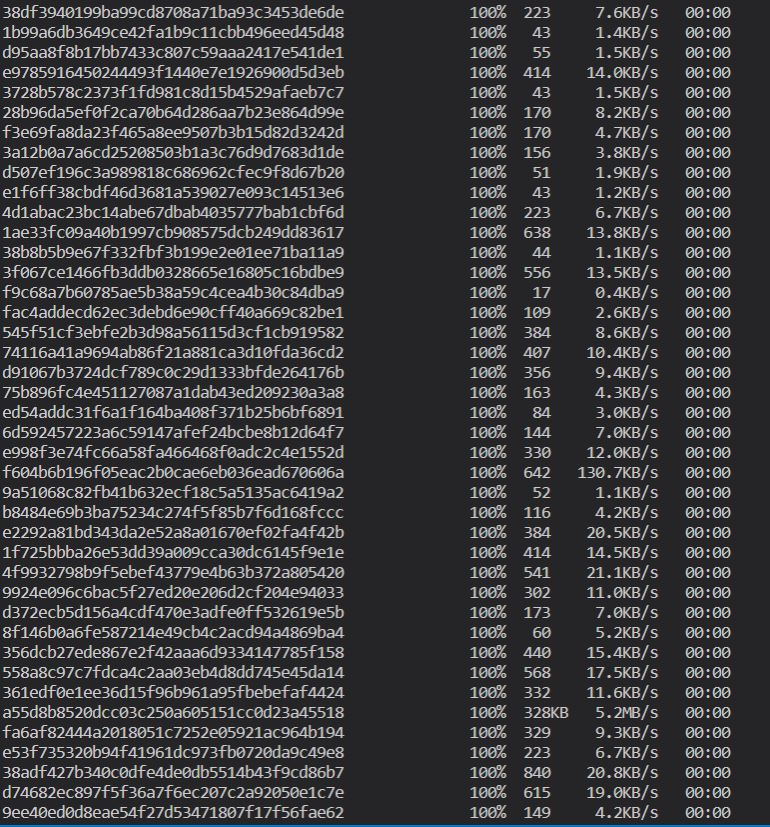 38df3940199ba99cd8708a71ba93c3453de6de 100% 223 7.6KB/s 00:00
1b99a6db3649ce42fa1b9c11cbb496eed45d48 100% 43 1.4KB/s 00:00
d95aa8f8b17bb7433c807c59aaa2417e541de1 100% 55 1.5KB/s 00:00
e9785916450244493f1440e7e1926900d5d3eb 100% 414 14.0KB/s 00:00
3728b578c2373f1fd981c8d15b4529afaeb7c7 100% 43 1.5KB/s 00:00
28b96da5ef0f2ca70b64d286aa7b23e864d99e 100% 170 8.2KB/s 00:00
f3e69fa8da23f465a8ee9507b3b15d82d3242d 100% 170 4.7KB/s 00:00
3a12b0a7a6cd25208503b1a3c76d9d7683d1de 100% 156 3.8KB/s 00:00
d507ef196c3a989818c686962cfec9f8d67b20 100% 51 1.9KB/s 00:00
e1f6ff38cbdf46d3681a539027e093c14513e6 100% 43 1.2KB/s 00:00
4d1abac23bc14abe67dbab4035777bab1cbf6d 100% 223 6.7KB/s 00:00
1ae33fc09a40b1997cb908575dcb249dd83617 100% 638 13.8KB/s 00:00
38b8b5b9e67f332fbf3b199e2e01ee71ba11a9 100% 44 1.1KB/s 00:00
3f067ce1466fb3ddb0328665e16805c16bdbe9 100% 556 13.5KB/s 00:00
f9c68a7b60785ae5b38a59c4cea4b30c84dba9 100% 17 0.4KB/s 00:00
fac4addecd62ec3debd6e90cff40a669c82be1 100% 109 2.6KB/s 00:00
545f51cf3ebfe2b3d98a56115d3cf1cb919582 100% 384 8.6KB/s 00:00
74116a41a9694ab86f21a881ca3d10fda36cd2 100% 407 10.4KB/s 00:00
d91067b3724dcf789c0c29d1333bfde264176b 100% 356 9.4KB/s 00:00
75b896fc4e451127087a1dab43ed209230a3a8 100% 163 4.3KB/s 00:00
ed54addc31f6a1f164ba408f371b25b6bf6891 100% 84 3.0KB/s 00:00
6d592457223a6c59147afef24bcbe8b12d64f7 100% 144 7.0KB/s 00:00
e998f3e74fc66a58fa466468f0adc2c4e1552d 100% 330 12.0KB/s 00:00
f604b6b196f05eac2b0cae6eb036ead670606a 100% 642 130.7KB/s 00:00
9a51068c82fb41b632ecf18c5a5135ac6419a2 100% 52 1.1KB/s 00:00
b8484e69b3ba75234c274f5f85b7f6d168fccc 100% 116 4.2KB/s 00:00
e2292a81bd343da2e52a8a01670ef02fa4f42b 100% 384 20.5KB/s 00:00
1f725bbba26e53dd39a009cca30dc6145f9e1e 100% 414 14.5KB/s 00:00
4f9932798b9f5ebef43779e4b63b372a805420 100% 541 21.1KB/s 00:00
9924e096c6bac5f27ed20e206d2cf204e94033 100% 302 11.0KB/s 00:00
d372ecb5d156a4cdf470e3adfe0ff532619e5b 100% 173 7.0KB/s 00:00
8f146b0a6fe587214e49cb4c2acd94a4869ba4 100% 60 5.2KB/s 00:00
356dcb27ede867e2f42aaa6d9334147785f158 100% 440 15.4KB/s 00:00
558a8c97c7fdca4c2aa03eb4d8dd745e45da14 100% 568 17.5KB/s 00:00
361edf0e1ee36d15f96b961a95fbebefaf4424 100% 332 11.6KB/s 00:00
a55d8b8520dcc03c250a605151cc0d23a45518 100% 328KB 5.2MB/s 00:00
fa6af82444a2018051c7252e05921ac964b194 100% 329 9.3KB/s 00:00
e53f735320b94f41961dc973fb0720da9c49e8 100% 223 6.7KB/s 00:00
38adf427b340c0dfe4de0db5514b43f9cd86b7 100% 840 20.8KB/s 00:00
d74682ec897f5f36a7f6ec207c2a92050e1c7e 100% 615 19.0KB/s 00:00
9ee40ed0d8eae54f27d53471807f17f56fae62 100% 149 4.2KB/s 00:00